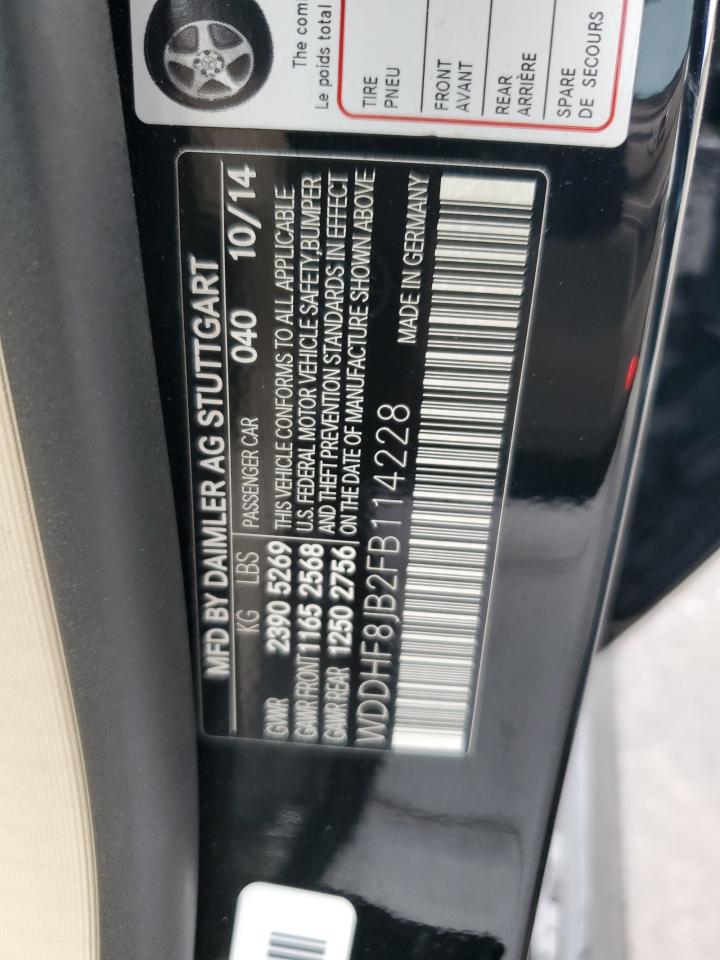 The com
Le poids total
TIRE
PNEU
FRONT
AVANT
REAR
ARRIÈRE
SPARE
DE SECOURS
MFD BY DAIMLER AG STUTTGART
KG LBS PASSENGER CAR 040 10/14
GVWR 2390 5269
GAWR FRONT 1165 2568
GAWR REAR 1250 2756
THIS VEHICLE CONFORMS TO ALL APPLICABLE
U.S. FEDERAL MOTOR VEHICLE SAFETY, BUMPER
AND THEFT PREVENTION STANDARDS IN EFFECT
ON THE DATE OF MANUFACTURE SHOWN ABOVE
WDDHF8JB2FB114228
MADE IN GERMANY